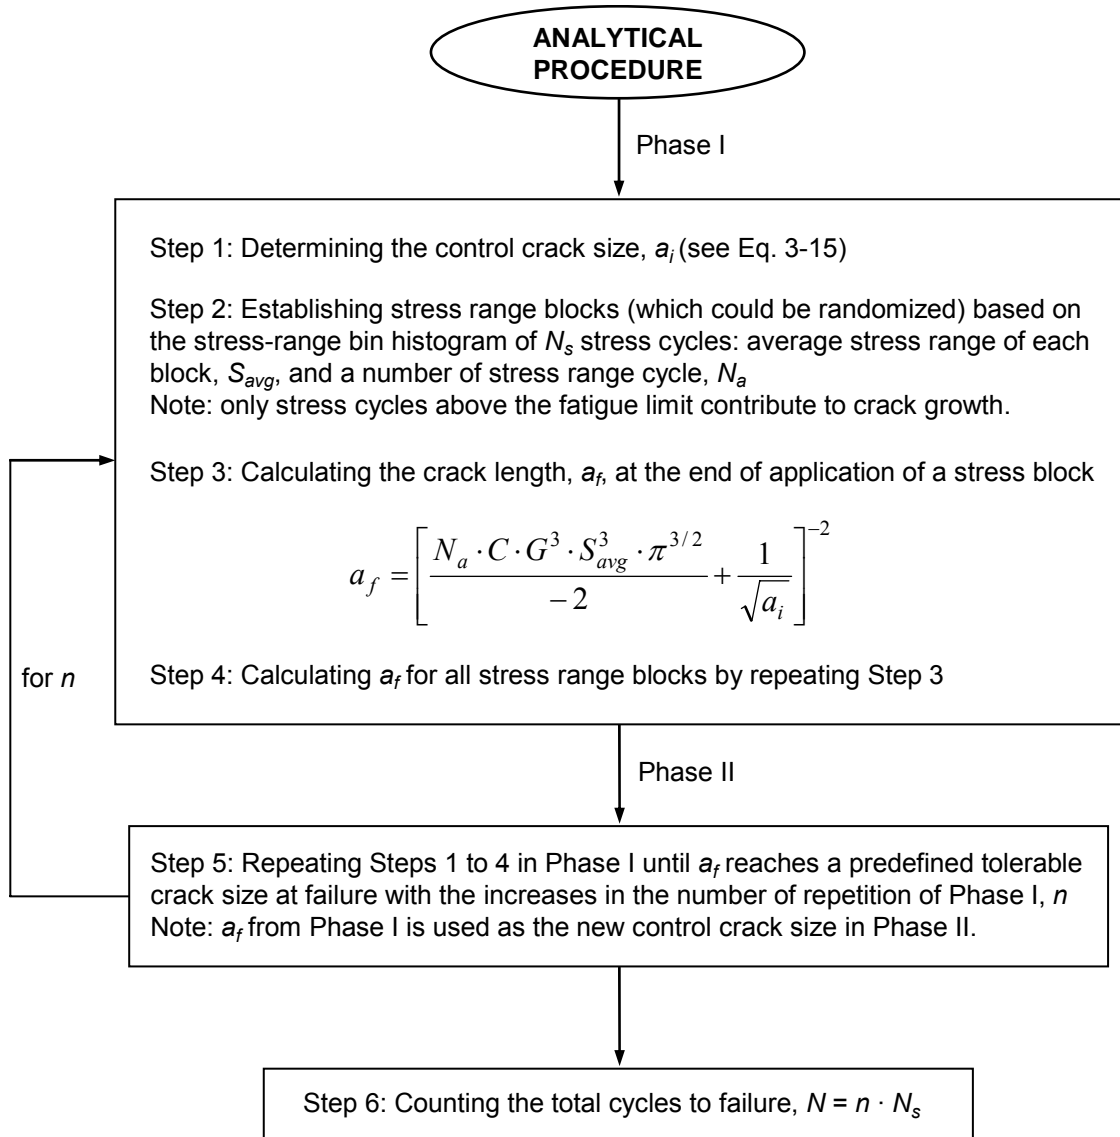 ANALYTICAL
PROCEDURE
Phase I
Step 1: Determining the control crack size, a_i (see Eq. 3-15)
Step 2: Establishing stress range blocks (which could be randomized) based on
the stress-range bin histogram of N_s stress cycles: average stress range of each
block, S_avg, and a number of stress range cycle, N_a
Note: only stress cycles above the fatigue limit contribute to crack growth.
Step 3: Calculating the crack length, a_f, at the end of application of a stress block
a_f = [ (N_a · C · G^3 · S_avg^3 · π^{3/2}) / (-2) + 1 / √a_i ]^{-2}
Step 4: Calculating a_f for all stress range blocks by repeating Step 3
for n
Phase II
Step 5: Repeating Steps 1 to 4 in Phase I until a_f reaches a predefined tolerable
crack size at failure with the increases in the number of repetition of Phase I, n
Note: a_f from Phase I is used as the new control crack size in Phase II.
Step 6: Counting the total cycles to failure, N = n · N_s